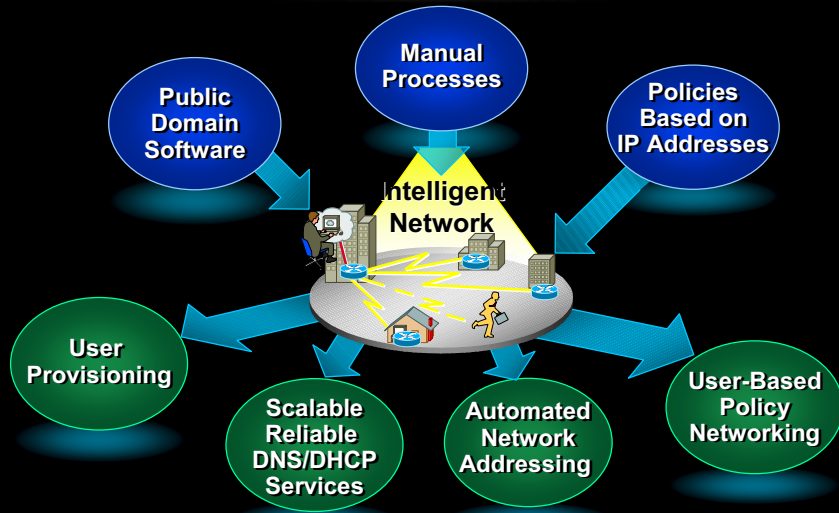 Manual
Processes
Public
Domain
Software
Policies
Based on
IP Addresses
Intelligent
Network
User
Provisioning
Scalable
Reliable
DNS/DHCP
Services
Automated
Network
Addressing
User-Based
Policy
Networking